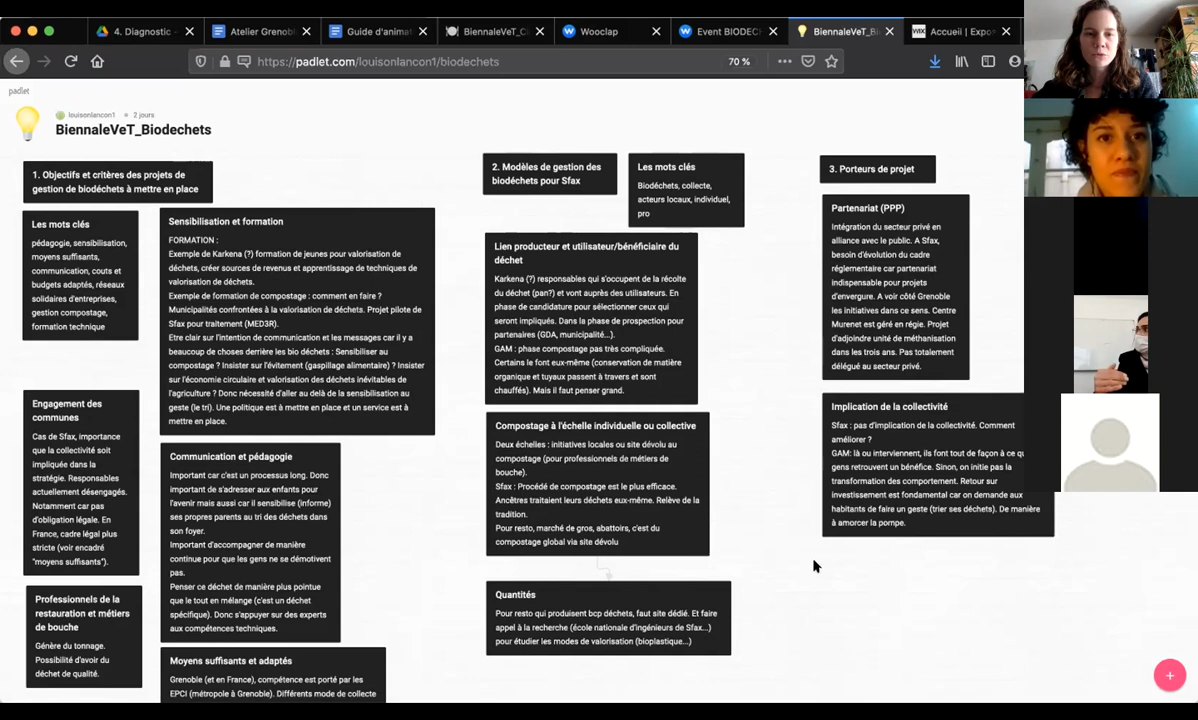 4. Diagnostic -
Atelier Grenobl
Guide d'animat
BiennaleVeT_C
Wooclap
Event BIODECH
BiennaleVeT_Bi
WIX
Accueil | Expos
https://padlet.com/louisonlancon1/biodechets
70 %
padlet
louisonlancon1 • 2 jours
BiennaleVeT_Biodechets
1. Objectifs et critères des projets de
gestion de biodéchets à mettre en place
Les mots clés
pédagogie, sensibilisation,
moyens suffisants,
communication, couts et
budgets adaptés, réseaux
solidaires d'entreprises,
gestion compostage,
formation technique
Engagement des
communes
Cas de Sfax, importance
que la collectivité soit
impliquée dans la
stratégie. Responsables
actuellement désengagés.
Notamment car pas
d'obligation légale. En
France, cadre légal plus
stricte (voir encadré
"moyens suffisants").
Professionnels de la
restauration et métiers
de bouche
Génère du tonnage.
Possibilité d'avoir du
déchet de qualité.
Sensibilisation et formation
FORMATION :
Exemple de Karkena (?) formation de jeunes pour valorisation de
déchets, créer sources de revenus et apprentissage de techniques de
valorisation de déchets.
Exemple de formation de compostage : comment en faire ?
Municipalités confrontées à la valorisation de déchets. Projet pilote de
Sfax pour traitement (MED3R).
Etre clair sur l'intention de communication et les messages car il y a
beaucoup de choses derrière les bio déchets : Sensibiliser au
compostage ? Insister sur l'évitement (gaspillage alimentaire) ? Insister
sur l'économie circulaire et valorisation des déchets inévitables de
l'agriculture ? Donc nécessité d'aller au delà de la sensibilisation au
geste (le tri). Une politique est à mettre en place et un service est à
mettre en place.
Communication et pédagogie
Important car c'est un processus long. Donc
important de s'adresser aux enfants pour
l'avenir mais aussi car il sensibilise (informe)
ses propres parents au tri des déchets dans
son foyer.
Important d'accompagner de manière
continue pour que les gens ne se démotivent
pas.
Penser ce déchet de manière plus pointue
que le tout en mélange (c'est un déchet
spécifique). Donc s'appuyer sur des experts
aux compétences techniques.
Moyens suffisants et adaptés
Grenoble (et en France), compétence est porté par les
EPCI (métropole à Grenoble). Différents mode de collecte
2. Modèles de gestion des
biodéchets pour Sfax
Les mots clés
Biodéchets, collecte,
acteurs locaux, individuel,
pro
Lien producteur et utilisateur/bénéficiaire du
déchet
Karkena (?) responsables qui s'occupent de la récolte
du déchet (pan?) et vont auprès des utilisateurs. En
phase de candidature pour sélectionner ceux qui
seront impliqués. Dans la phase de prospection pour
partenaires (GDA, municipalité...).
GAM : phase compostage pas très compliquée.
Certains le font eux-même (conservation de matière
organique et tuyaux passent à travers et sont
chauffés). Mais il faut penser grand.
Compostage à l'échelle individuelle ou collective
Deux échelles : initiatives locales ou site dévolu au
compostage (pour professionnels de métiers de
bouche).
Sfax : Procédé de compostage est le plus efficace.
Ancêtres traitaient leurs déchets eux-même. Relève de la
tradition.
Pour resto, marché de gros, abattoirs, c'est du
compostage global via site dévolu
Quantités
Pour resto qui produisent bcp déchets, faut site dédié. Et faire
appel à la recherche (école nationale d'ingénieurs de Sfax...)
pour étudier les modes de valorisation (bioplastique...)
3. Porteurs de projet
Partenariat (PPP)
Intégration du secteur privé en
alliance avec le public. A Sfax,
besoin d'évolution du cadre
réglementaire car partenariat
indispensable pour projets
d'envergure. A voir côté Grenoble
les initiatives dans ce sens. Centre
Murenet est géré en régie. Projet
d'adjoindre unité de méthanisation
dans les trois ans. Pas totalement
délégué au secteur privé.
Implication de la collectivité
Sfax : pas d'implication de la collectivité. Comment
améliorer ?
GAM: là ou interviennent, ils font tout de façon à ce qu
gens retrouvent un bénéfice. Sinon, on initie pas la
transformation des comportement. Retour sur
investissement est fondamental car on demande aux
habitants de faire un geste (trier ses déchets). De manière
à amorcer la pompe.